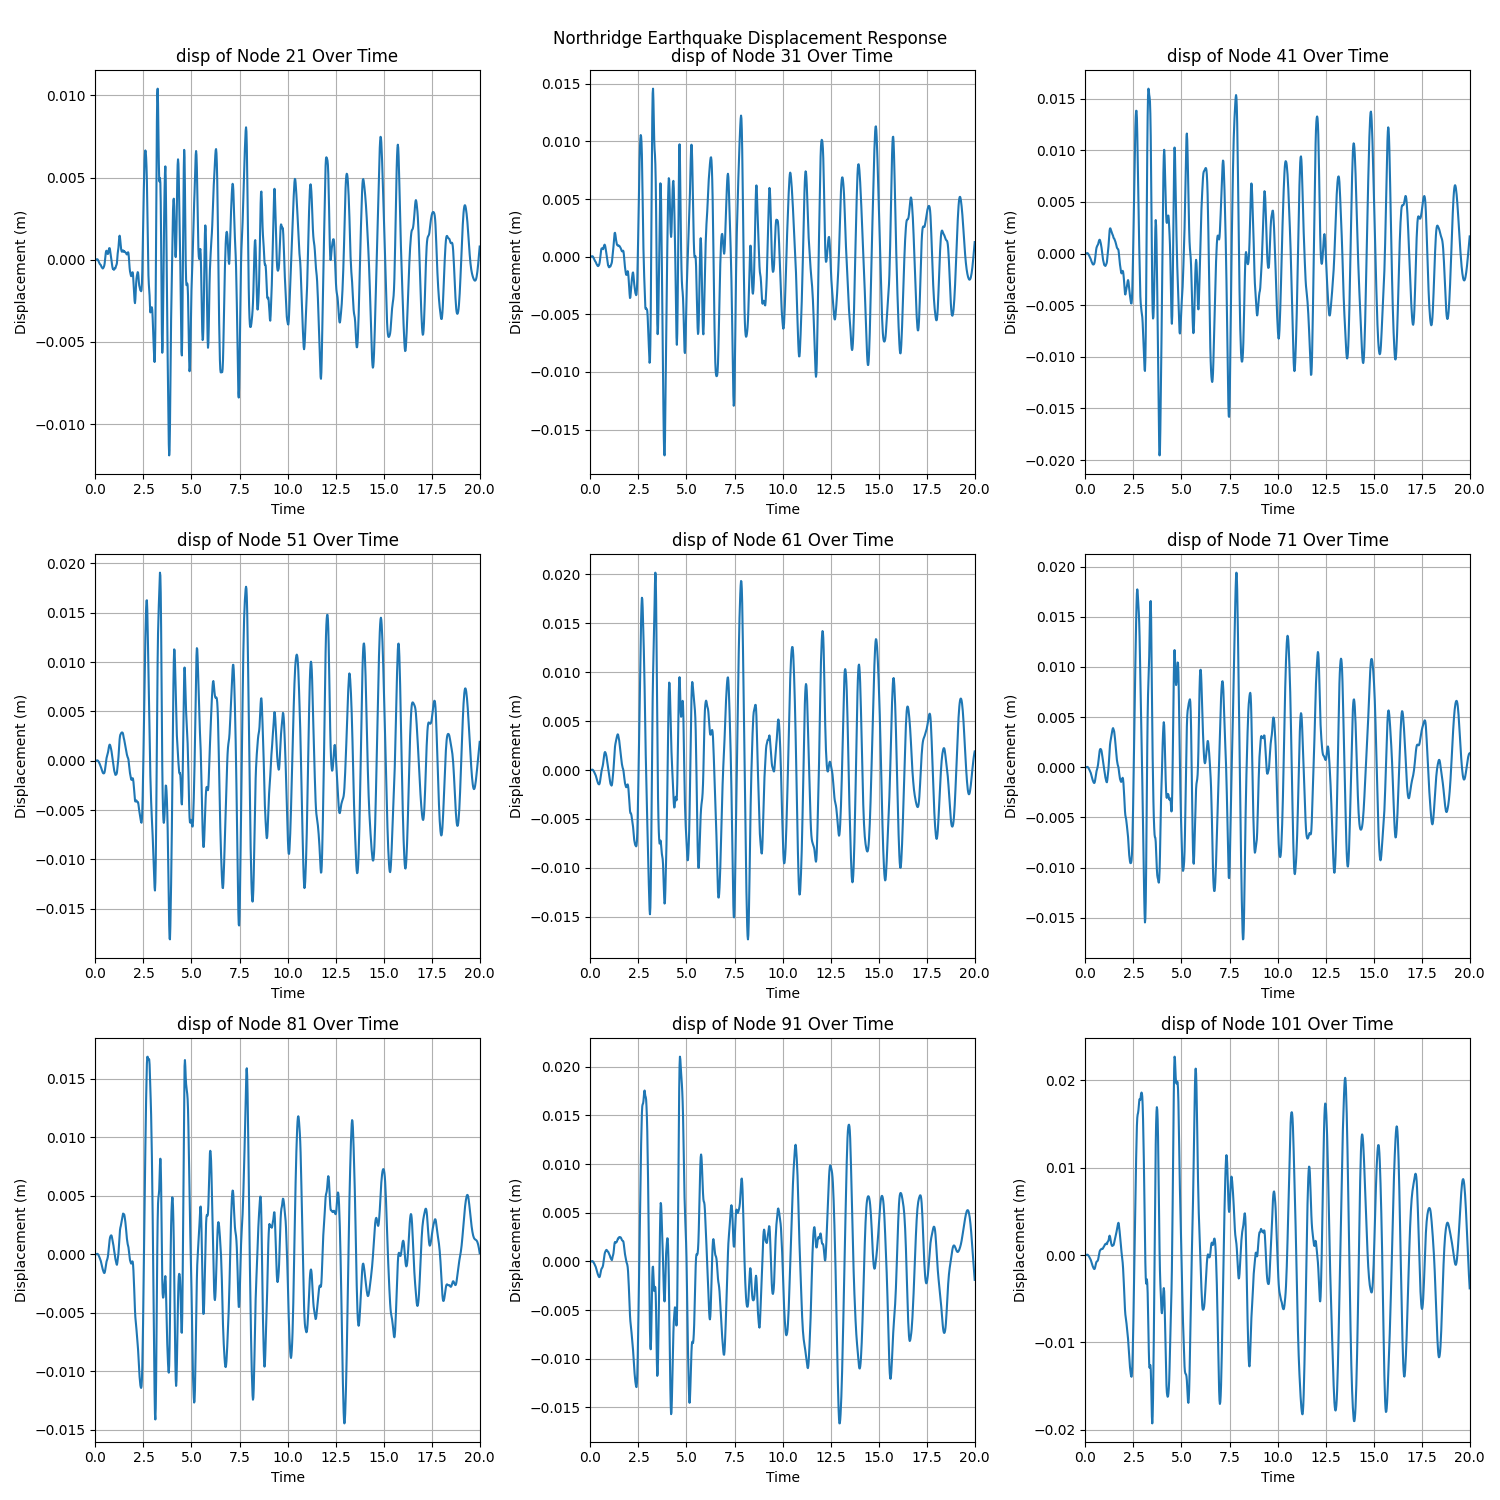 Northridge Earthquake Displacement Response
disp of Node 21 Over Time
disp of Node 31 Over Time
disp of Node 41 Over Time
Displacement (m)
0.010
0.005
0.000
−0.005
−0.010
0.0 2.5 5.0 7.5 10.0 12.5 15.0 17.5 20.0
Time
Displacement (m)
0.015
0.010
0.005
0.000
−0.005
−0.010
−0.015
0.0 2.5 5.0 7.5 10.0 12.5 15.0 17.5 20.0
Time
Displacement (m)
0.015
0.010
0.005
0.000
−0.005
−0.010
−0.015
−0.020
0.0 2.5 5.0 7.5 10.0 12.5 15.0 17.5 20.0
Time
disp of Node 51 Over Time
disp of Node 61 Over Time
disp of Node 71 Over Time
Displacement (m)
0.020
0.015
0.010
0.005
0.000
−0.005
−0.010
−0.015
0.0 2.5 5.0 7.5 10.0 12.5 15.0 17.5 20.0
Time
Displacement (m)
0.020
0.015
0.010
0.005
0.000
−0.005
−0.010
−0.015
0.0 2.5 5.0 7.5 10.0 12.5 15.0 17.5 20.0
Time
Displacement (m)
0.020
0.015
0.010
0.005
0.000
−0.005
−0.010
−0.015
0.0 2.5 5.0 7.5 10.0 12.5 15.0 17.5 20.0
Time
disp of Node 81 Over Time
disp of Node 91 Over Time
disp of Node 101 Over Time
Displacement (m)
0.015
0.010
0.005
0.000
−0.005
−0.010
−0.015
0.0 2.5 5.0 7.5 10.0 12.5 15.0 17.5 20.0
Time
Displacement (m)
0.020
0.015
0.010
0.005
0.000
−0.005
−0.010
−0.015
0.0 2.5 5.0 7.5 10.0 12.5 15.0 17.5 20.0
Time
Displacement (m)
0.02
0.01
0.00
−0.01
−0.02
0.0 2.5 5.0 7.5 10.0 12.5 15.0 17.5 20.0
Time